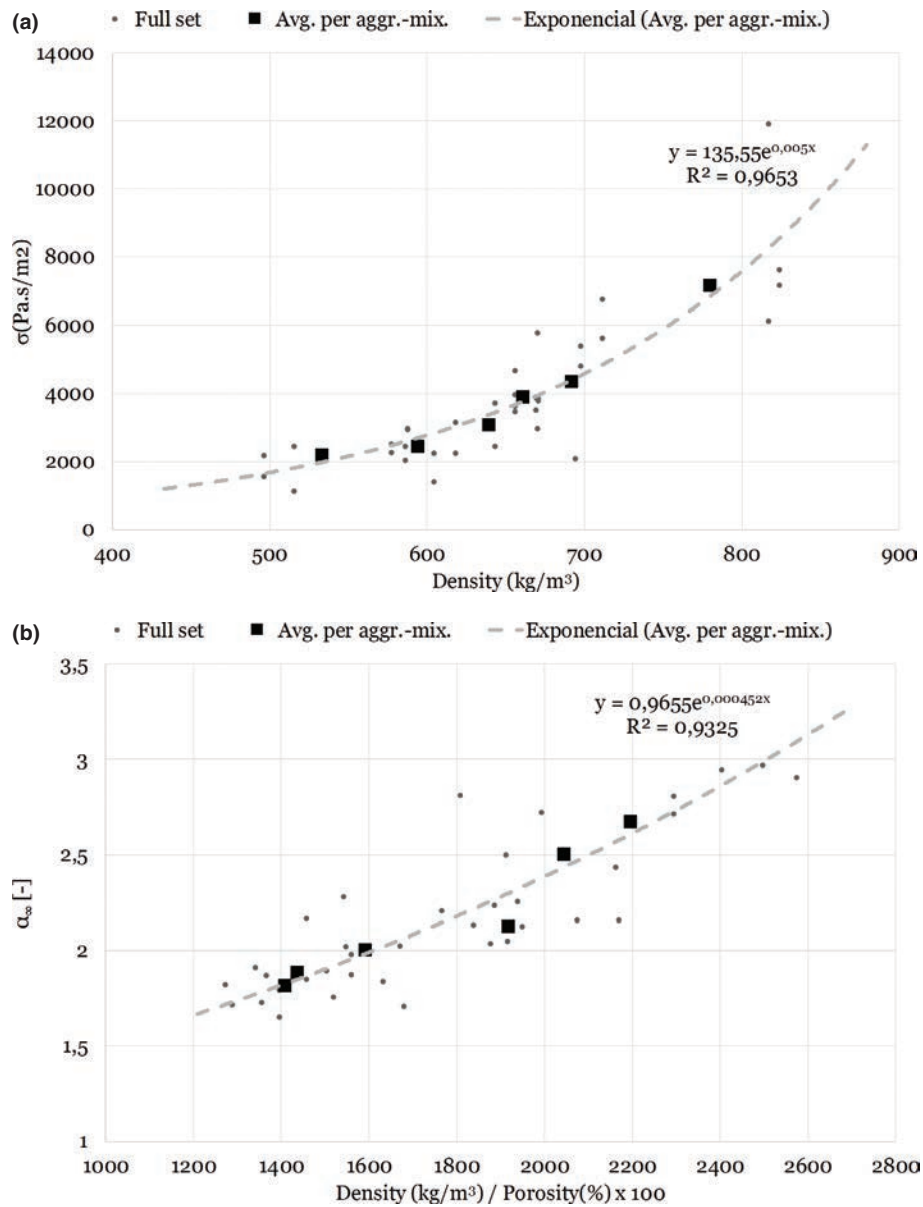 (a)
Full set Avg. per aggr.-mix. Exponencial (Avg. per aggr.-mix.)
14000
12000
10000
8000
6000
4000
2000
0
σ(Pa.s/m2)
y = 135,55e^0,005x
R² = 0,9653
400 500 600 700 800 900
Density (kg/m³)
(b)
Full set Avg. per aggr.-mix. Exponencial (Avg. per aggr.-mix.)
3,5
3
2,5
2
1,5
1
α∞ [-]
y = 0,9655e^0,000452x
R² = 0,9325
1000 1200 1400 1600 1800 2000 2200 2400 2600 2800
Density (kg/m³) / Porosity(%) x 100